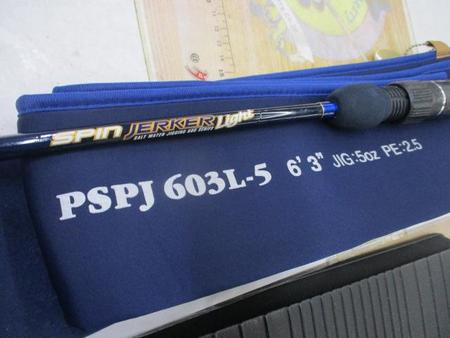 SPIN JERKER Light
SALT WATER JIGGING ROD SERIES
PSPJ 603L-5 6'3" JIG:5oz PE:2.5